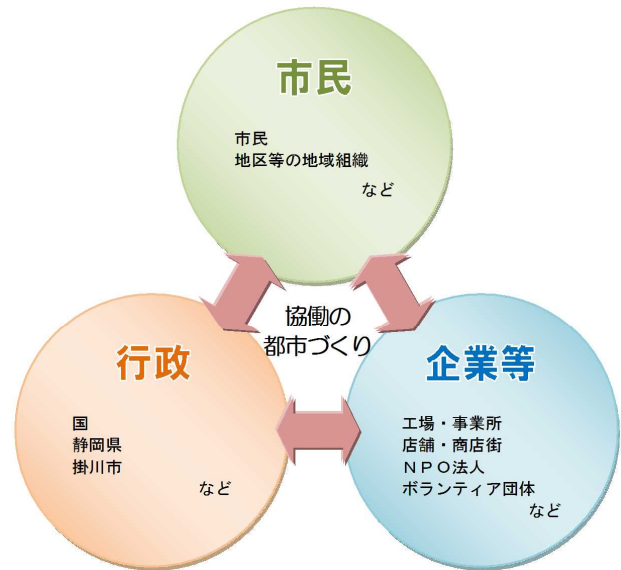 市民
市民
地区等の地域組織
など
協働の
都市づくり
行政
国
静岡県
掛川市
など
企業等
工場・事業所
店舗・商店街
ＮＰＯ法人
ボランティア団体
など